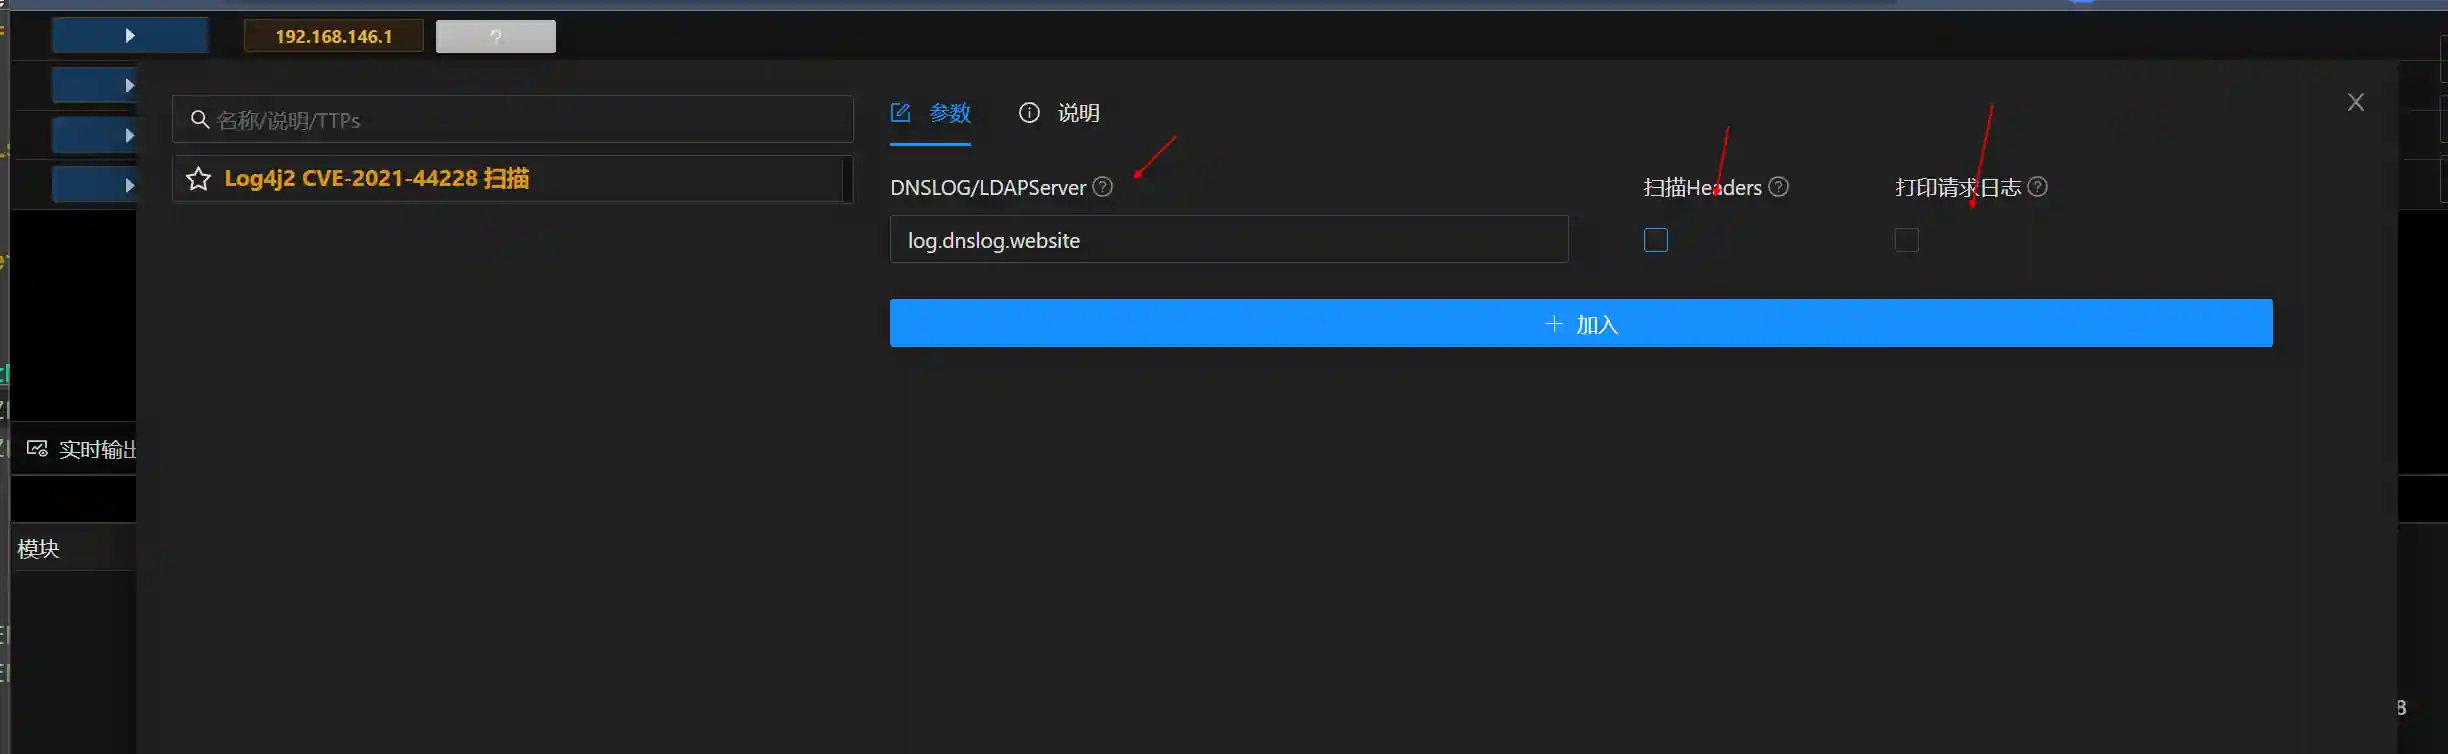 192.168.146.1
?
名称/说明/TTPs
参数
说明
Log4j2 CVE-2021-44228 扫描
DNSLOG/LDAPServer
扫描Headers
打印请求日志
log.dnslog.website
加入
实时输出
模块
8